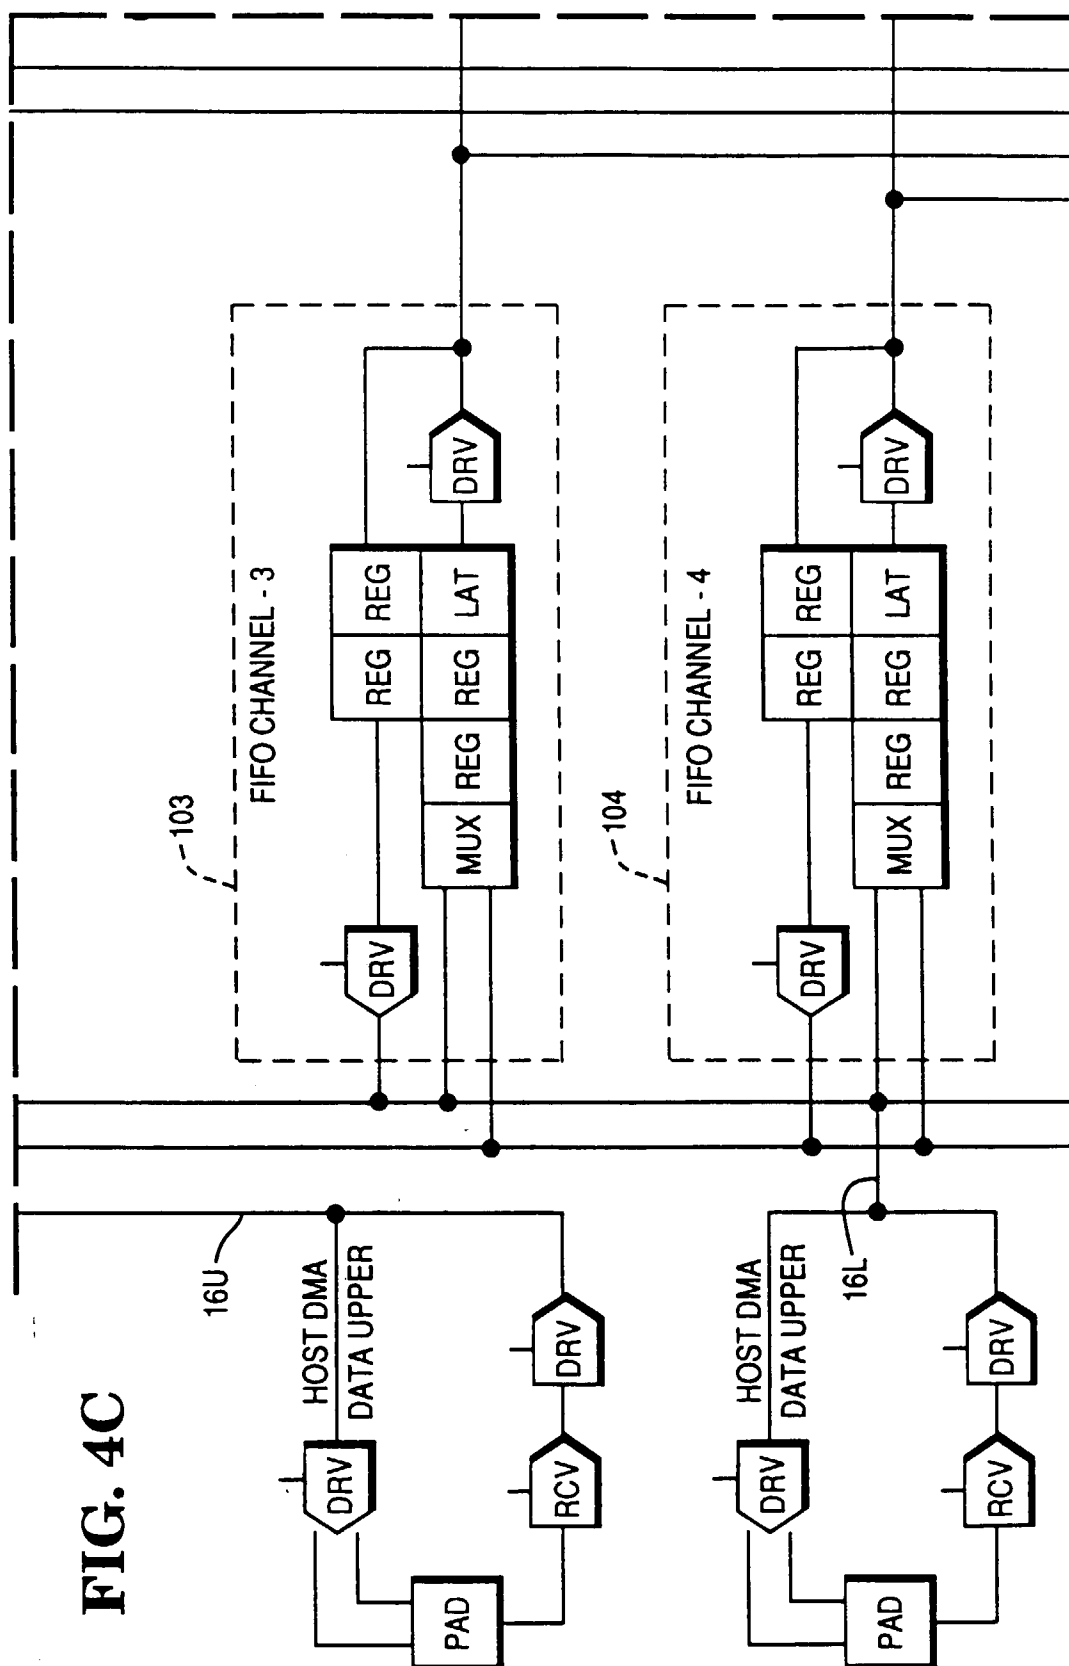 FIG. 4C
103
FIFO CHANNEL - 3
REG
REG
MUX
REG
REG
LAT
DRV
DRV
16U
HOST DMA
DATA UPPER
DRV
PAD
RCV
DRV
104
FIFO CHANNEL - 4
REG
REG
MUX
REG
REG
LAT
DRV
DRV
16L
HOST DMA
DATA UPPER
DRV
PAD
RCV
DRV